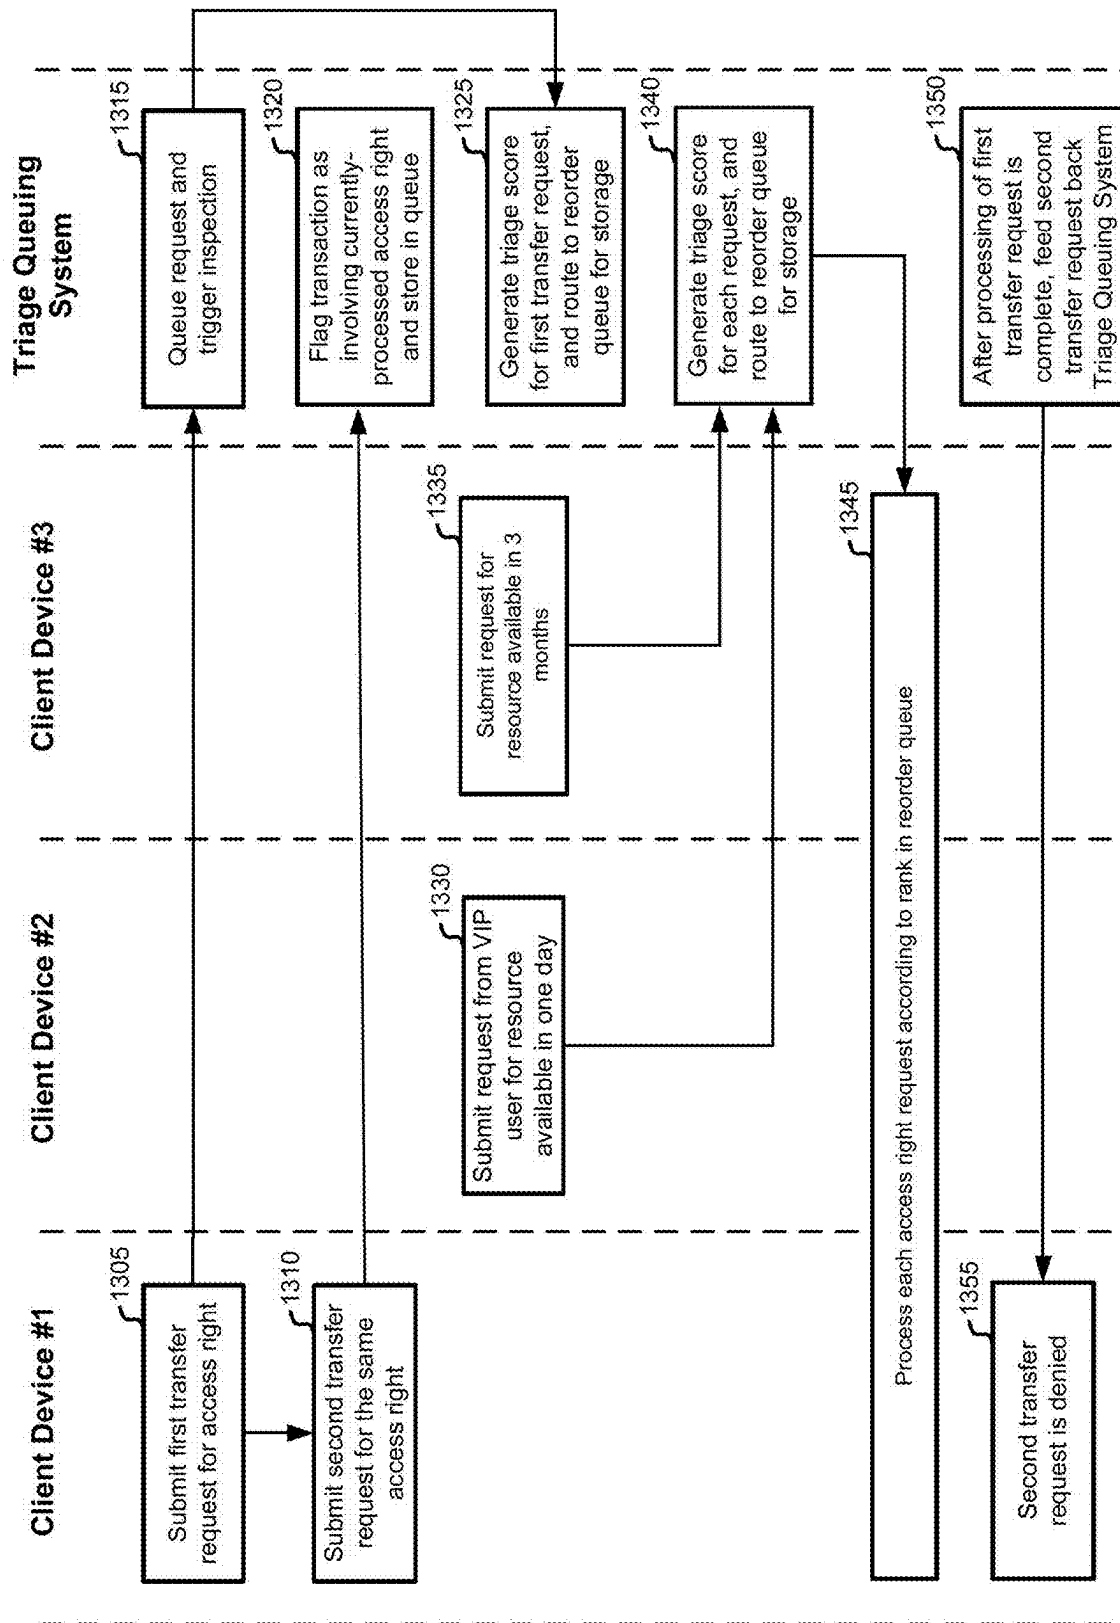 Client Device #1
Client Device #2
Client Device #3
Triage Queuing
System
1305
Submit first transfer
request for access right
1315
Queue request and
trigger inspection
1310
Submit second transfer
request for the same
access right
1320
Flag transaction as
involving currently-
processed access right
and store in queue
1330
Submit request from VIP
user for resource
available in one day
1335
Submit request for
resource available in 3
months
1325
Generate triage score
for first transfer request,
and route to reorder
queue for storage
1340
Generate triage score
for each request, and
route to reorder queue
for storage
1345
Process each access right request according to rank in reorder queue
1355
Second transfer
request is denied
1350
After processing of first
transfer request is
complete, feed second
transfer request back
Triage Queuing System